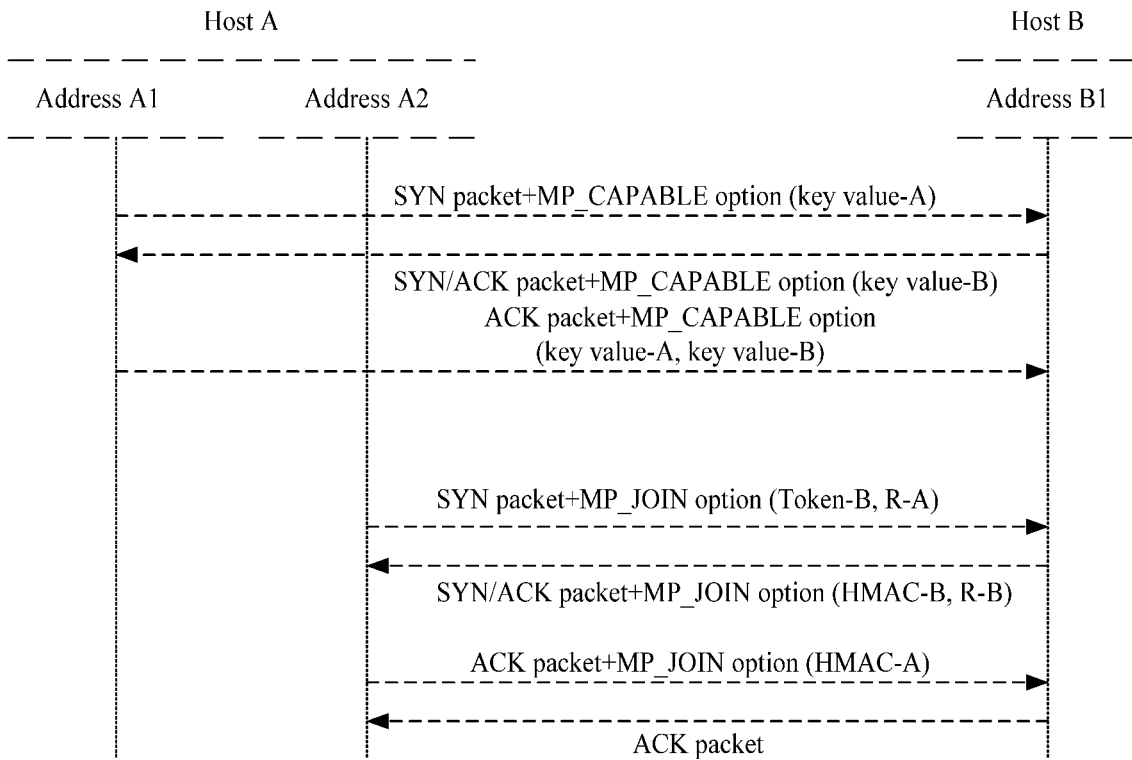 Host A
Host B
Address A1
Address A2
Address B1
SYN packet+MP_CAPABLE option (key value-A)
SYN/ACK packet+MP_CAPABLE option (key value-B)
ACK packet+MP_CAPABLE option
(key value-A, key value-B)
SYN packet+MP_JOIN option (Token-B, R-A)
SYN/ACK packet+MP_JOIN option (HMAC-B, R-B)
ACK packet+MP_JOIN option (HMAC-A)
ACK packet